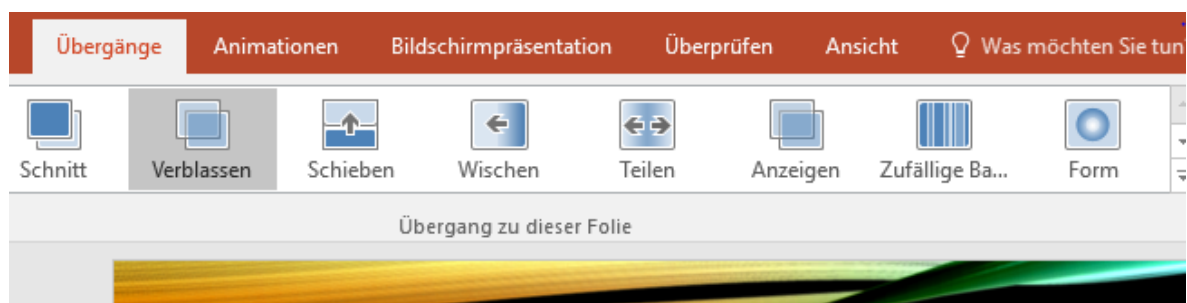 Übergänge Animationen Bildschirmpräsentation Überprüfen Ansicht Was möchten Sie tun
Schnitt Verblassen Schieben Wischen Teilen Anzeigen Zufällige Ba... Form
Übergang zu dieser Folie